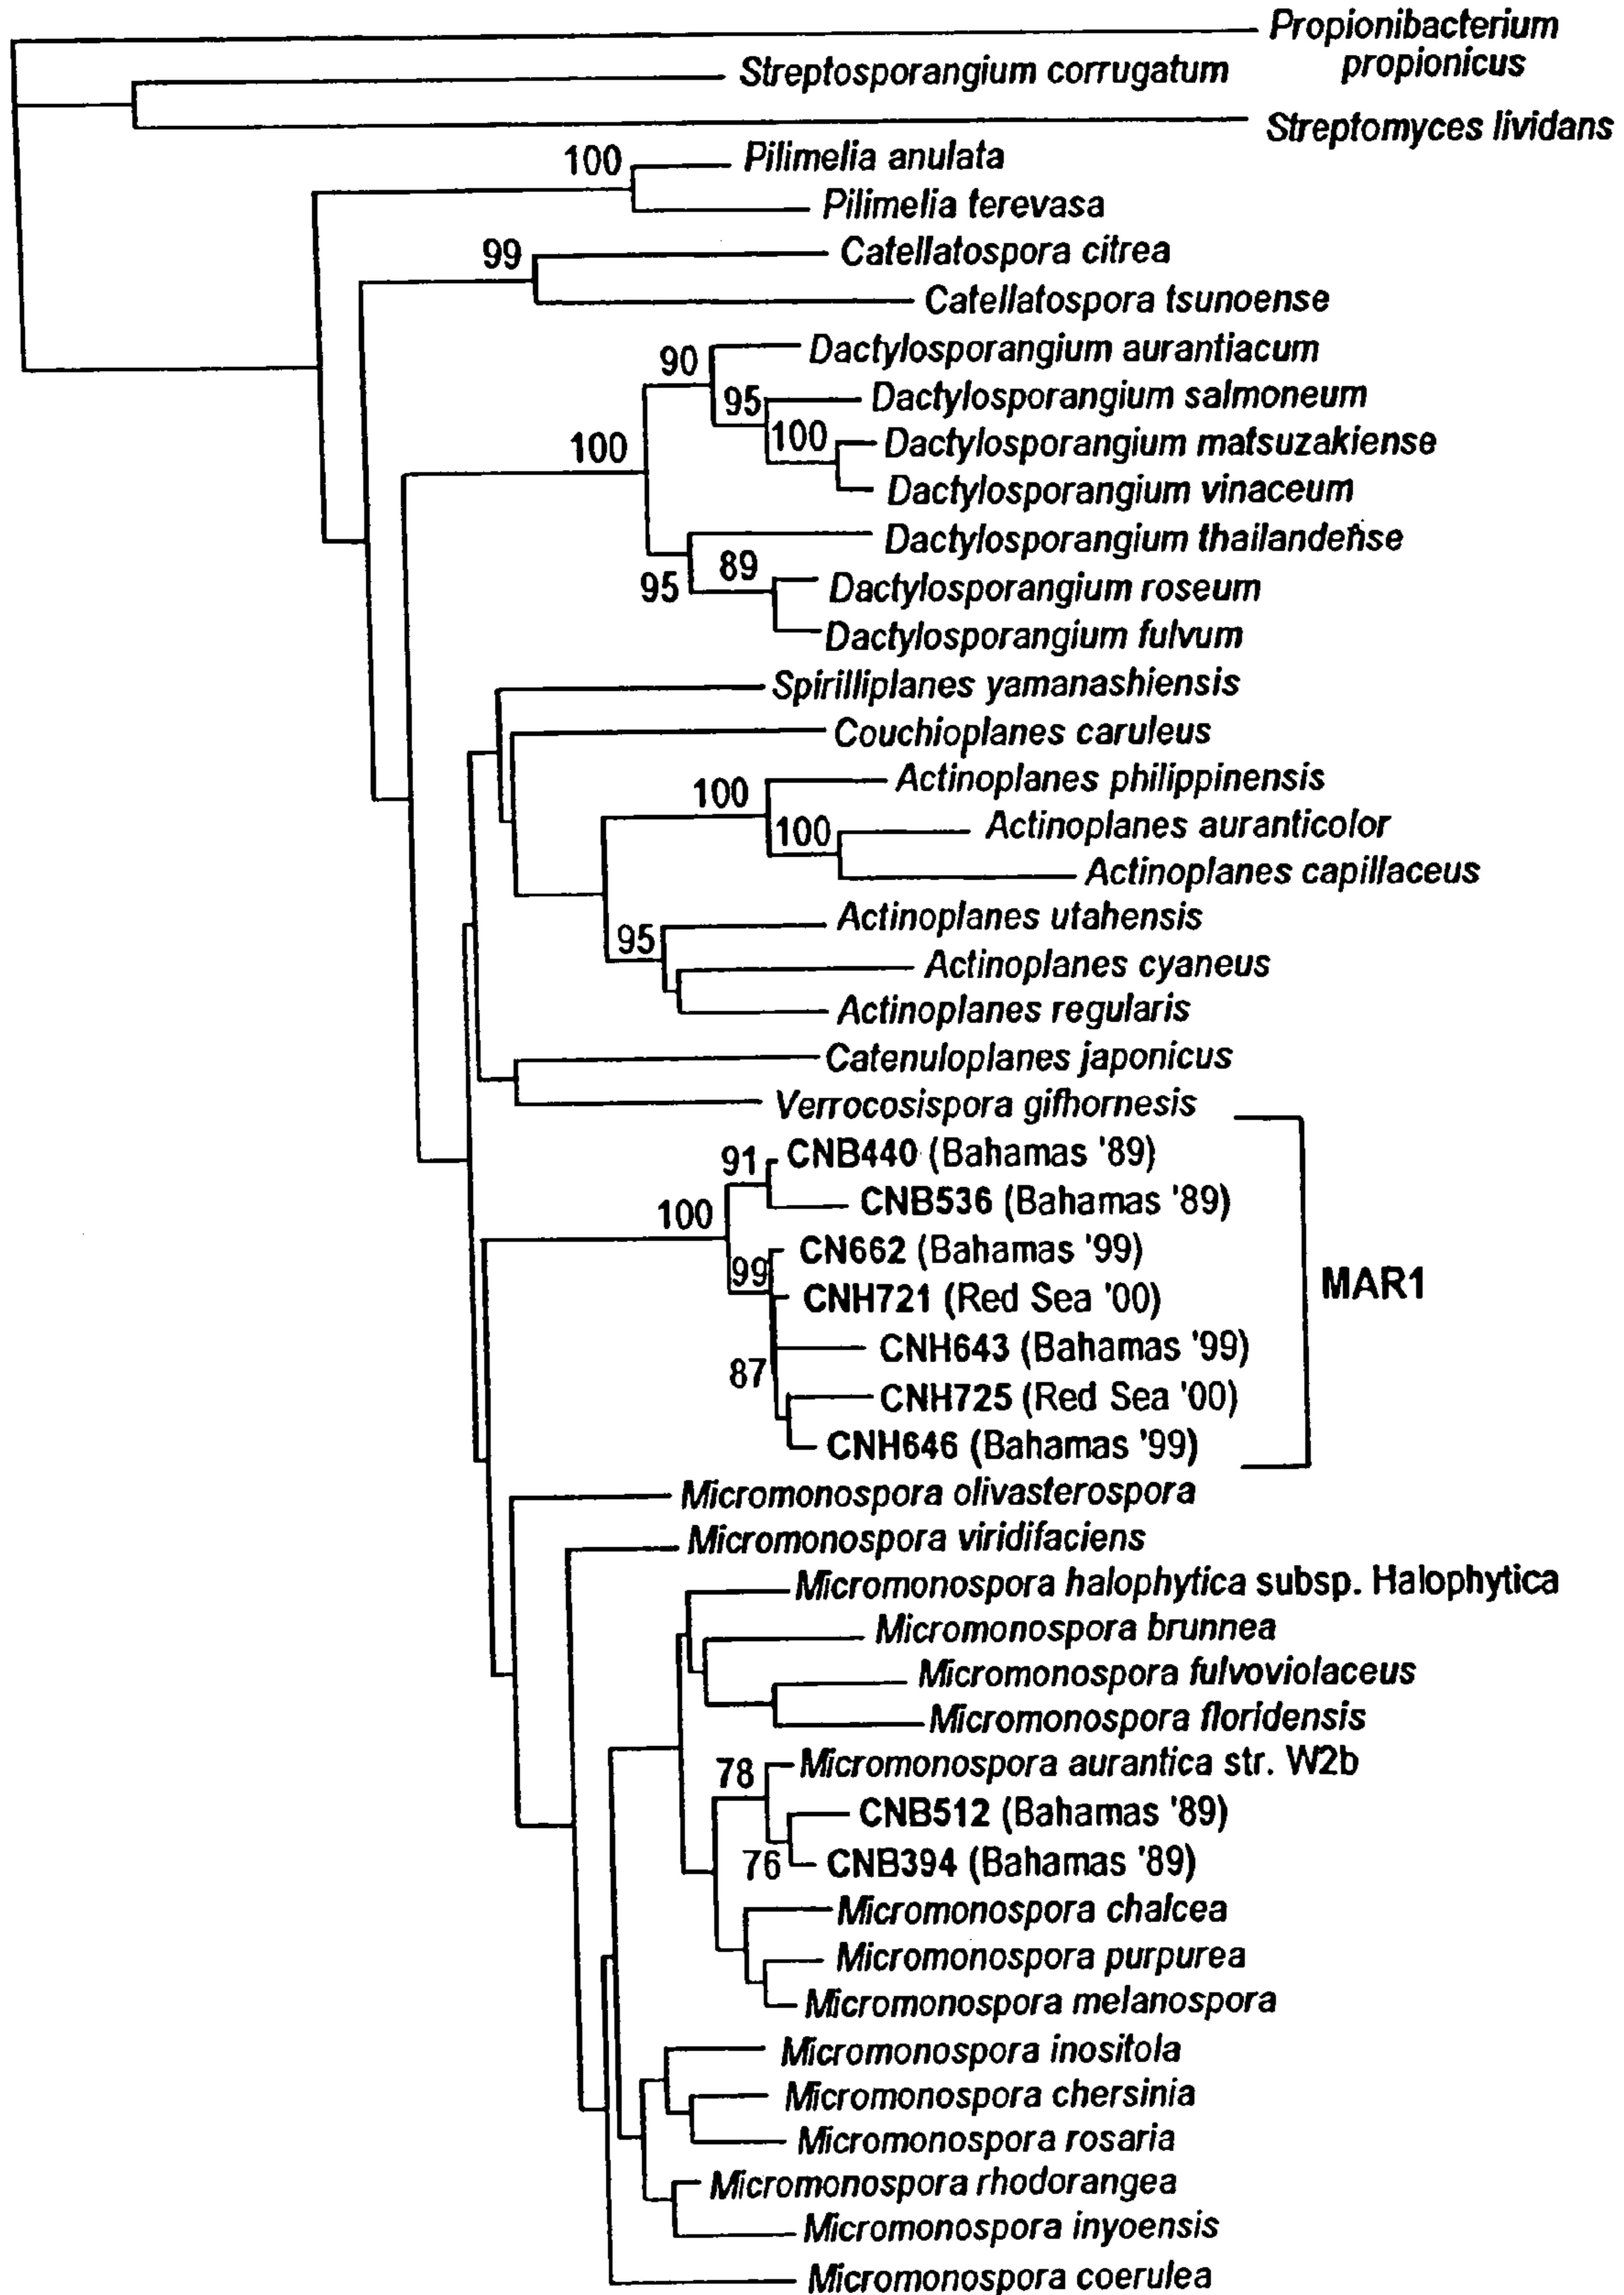 Propionibacterium
propionicus
Streptosporangium corrugatum
Streptomyces lividans
100
Pilimelia anulata
Pilimelia terevasa
99
Catellatospora citrea
Catellatospora tsunoense
Dactylosporangium aurantiacum
90
Dactylosporangium salmoneum
95
100
Dactylosporangium matsuzakiense
100
Dactylosporangium vinaceum
Dactylosporangium thailandense
89
95
Dactylosporangium roseum
Dactylosporangium fulvum
Spirilliplanes yamanashiensis
Couchioplanes caruleus
Actinoplanes philippinensis
100
Actinoplanes auranticolor
100
Actinoplanes capillaceus
Actinoplanes utahensis
95
Actinoplanes cyaneus
Actinoplanes regularis
Catenuloplanes japonicus
Verrocosispora gifhornesis
91
CNB440 (Bahamas '89)
CNB536 (Bahamas '89)
100
CN662 (Bahamas '99)
99
MAR1
CNH721 (Red Sea '00)
CNH643 (Bahamas '99)
87
CNH725 (Red Sea '00)
CNH646 (Bahamas '99)
Micromonospora olivasterospora
Micromonospora viridifaciens
Micromonospora halophytica subsp. Halophytica
Micromonospora brunnea
Micromonospora fulvoviolaceus
Micromonospora floridensis
78
Micromonospora aurantica str. W2b
CNB512 (Bahamas '89)
76
CNB394 (Bahamas '89)
Micromonospora chalcea
Micromonospora purpurea
Micromonospora melanospora
Micromonospora inositola
Micromonospora chersinia
Micromonospora rosaria
Micromonospora rhodorangea
Micromonospora inyoensis
Micromonospora coerulea